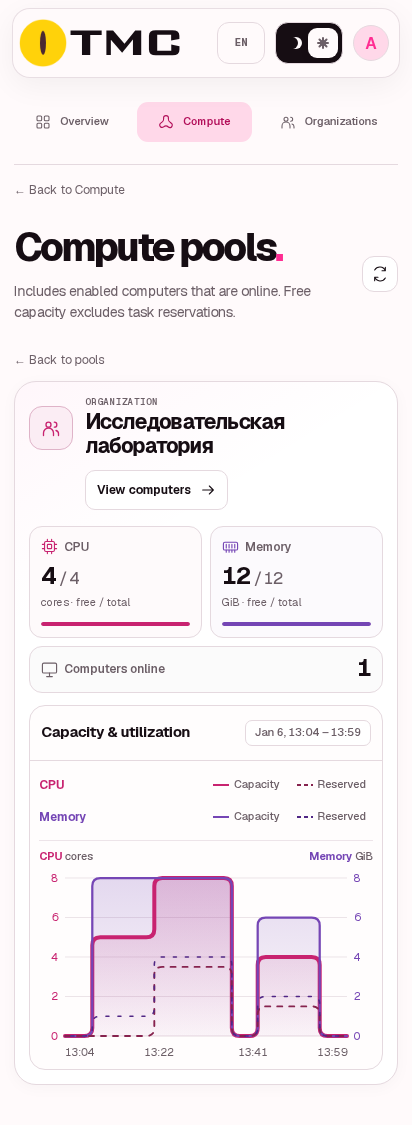 TMC
EN
A
Overview
Compute
Organizations
← Back to Compute
Compute pools.
Includes enabled computers that are online. Free
capacity excludes task reservations.
← Back to pools
ORGANIZATION
Исследовательская
лаборатория
View computers →
CPU
4 / 4
cores · free / total
Memory
12 / 12
GiB · free / total
Computers online
1
Capacity & utilization
Jan 6, 13:04 – 13:59
CPU
Capacity
Reserved
Memory
Capacity
Reserved
CPU cores
Memory GiB
8
8
6
6
4
4
2
2
0
0
13:04
13:22
13:41
13:59